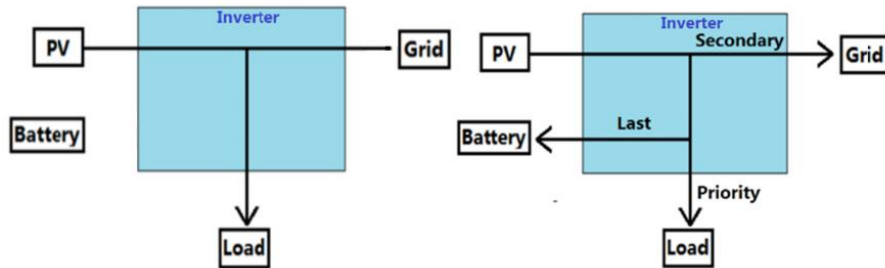 Inverter
PV
Grid
Battery
Load
Inverter
Secondary
PV
Grid
Last
Battery
Priority
Load